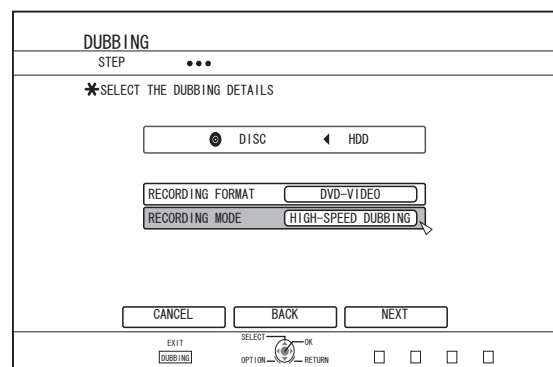 DUBBING
STEP
SELECT THE DUBBING DETAILS
DISC HDD
RECORDING FORMAT DVD-VIDEO
RECORDING MODE HIGH-SPEED DUBBING
CANCEL BACK NEXT
EXIT SELECT OK
DUBBING OPTION RETURN